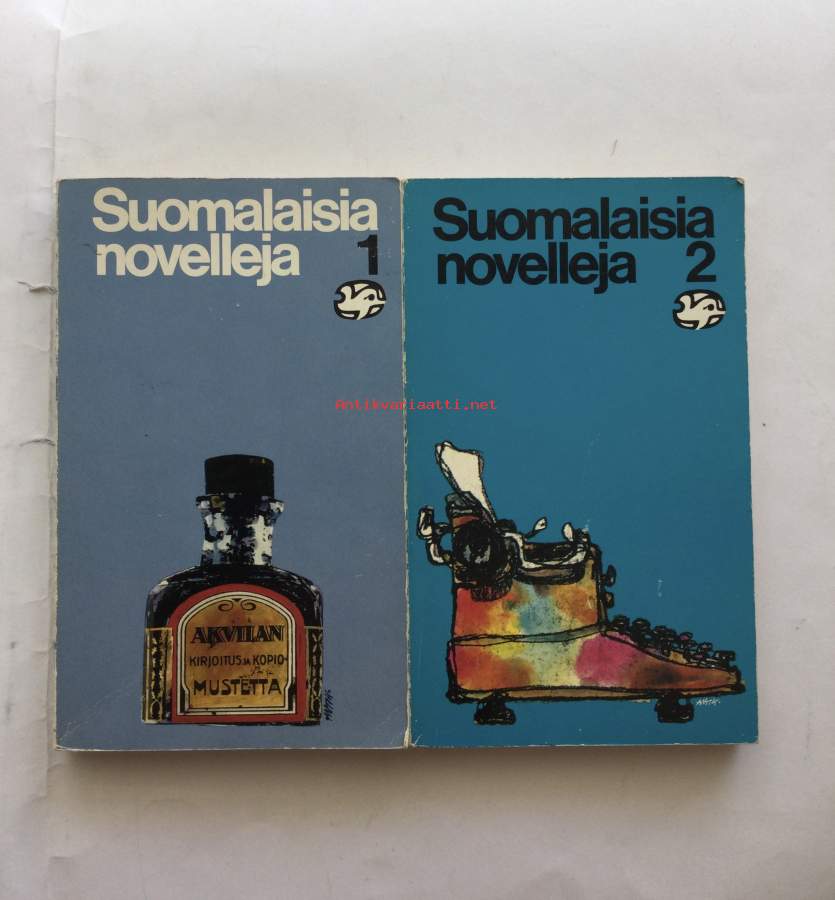 Suomalaisia
novelleja 1
Suomalaisia
novelleja 2
Antikvariaatti.net
AKVILAN
KIRJOITUS JA KOPIO-
MUSTETTA